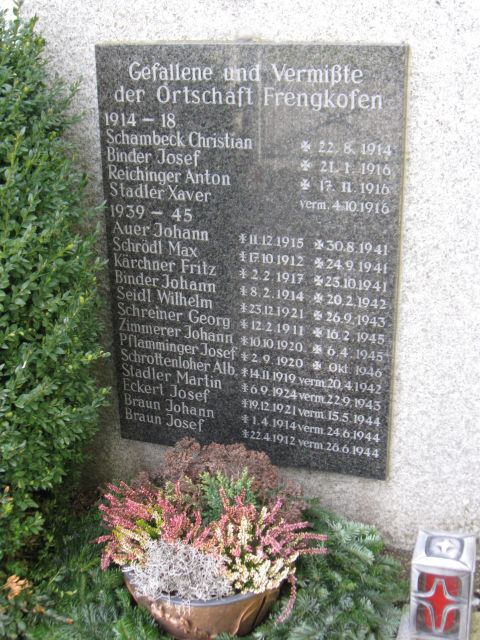 Gefallene und Vermißte
der Ortschaft Frengkofen
1914 – 18
Schambeck Christian ✠ 22. 8. 1914
Binder Josef ✠ 21. 1. 1916
Reichinger Anton ✠ 17. 11. 1916
Stadler Xaver verm. 4.10.1916
1939 – 45
Auer Johann *11.12.1915 ✠30.8.1941
Schrödl Max *17.10.1912 ✠24.9.1941
Kärchner Fritz *2.2.1917 ✠23.10.1941
Binder Johann *8.2.1914 ✠20.2.1942
Seidl Wilhelm *23.12.1921 ✠26.9.1943
Schreiner Georg *12.2.1911 ✠16.2.1945
Zimmerer Johann *10.10.1920 ✠6.4.1945
Pflamminger Josef *2.9.1920 ✠Okt.1946
Schrottenloher Alb. *14.11.1919 verm.20.4.1942
Stadler Martin *6.9.1924 verm.22.9.1943
Eckert Josef *19.12.1921 verm.15.5.1944
Braun Johann *1.4.1914 verm.24.6.1944
Braun Josef *22.4.1912 verm.26.6.1944